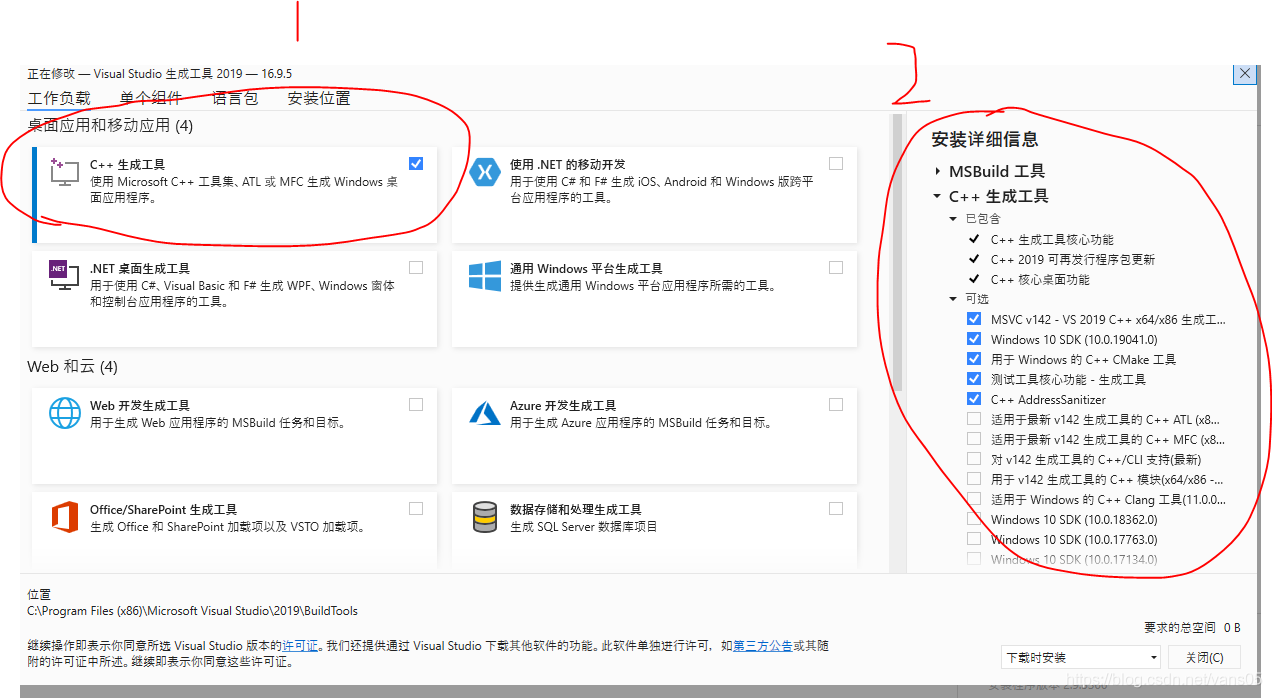 1
2
正在修改 — Visual Studio 生成工具 2019 — 16.9.5
工作负载 单个组件 语言包 安装位置
桌面应用和移动应用 (4)
C++ 生成工具
使用 Microsoft C++ 工具集、ATL 或 MFC 生成 Windows 桌
面应用程序。
使用 .NET 的移动开发
用于使用 C# 和 F# 生成 iOS、Android 和 Windows 版跨平
台应用程序的工具。
.NET
.NET 桌面生成工具
用于使用 C#、Visual Basic 和 F# 生成 WPF、Windows 窗体
和控制台应用程序的工具。
通用 Windows 平台生成工具
提供生成通用 Windows 平台应用程序所需的工具。
Web 和云 (4)
Web 开发生成工具
用于生成 Web 应用程序的 MSBuild 任务和目标。
Azure 开发生成工具
用于生成 Azure 应用程序的 MSBuild 任务和目标。
Office/SharePoint 生成工具
生成 Office 和 SharePoint 加载项以及 VSTO 加载项。
数据存储和处理生成工具
生成 SQL Server 数据库项目
安装详细信息
MSBuild 工具
C++ 生成工具
已包含
C++ 生成工具核心功能
C++ 2019 可再发行程序包更新
C++ 核心桌面功能
可选
MSVC v142 - VS 2019 C++ x64/x86 生成工...
Windows 10 SDK (10.0.19041.0)
用于 Windows 的 C++ CMake 工具
测试工具核心功能 - 生成工具
C++ AddressSanitizer
适用于最新 v142 生成工具的 C++ ATL (x8...
适用于最新 v142 生成工具的 C++ MFC (x8...
对 v142 生成工具的 C++/CLI 支持(最新)
用于 v142 生成工具的 C++ 模块(x64/x86 -...
适用于 Windows 的 C++ Clang 工具(11.0.0...
Windows 10 SDK (10.0.18362.0)
Windows 10 SDK (10.0.17763.0)
Windows 10 SDK (10.0.17134.0)
位置
C:\Program Files (x86)\Microsoft Visual Studio\2019\BuildTools
要求的总空间 0 B
继续操作即表示你同意所选 Visual Studio 版本的许可证。我们还提供通过 Visual Studio 下载其他软件的功能。此软件单独进行许可，如第三方公告或其随
附的许可证中所述。继续即表示你同意这些许可证。
下载时安装
关闭(C)
安装程序版本